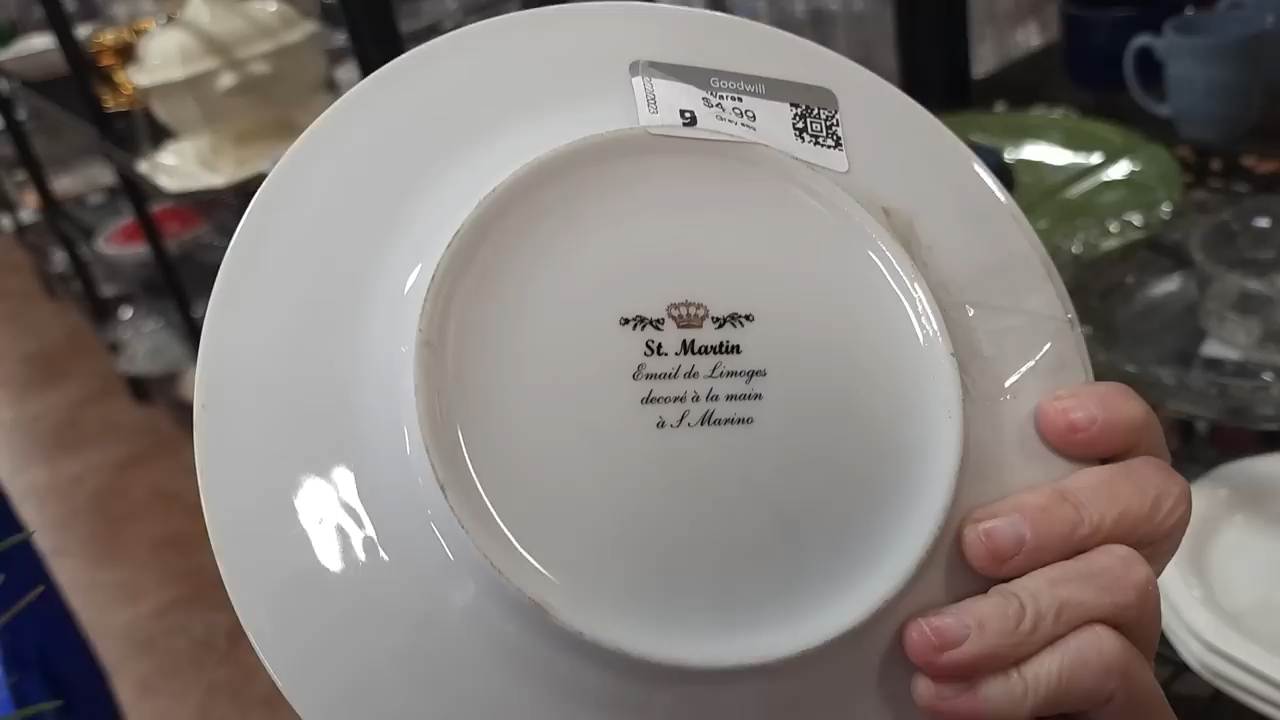 Goodwill
Wares
$4.99
9
St. Martin
Email de Limoges
decoré à la main
à S Marino